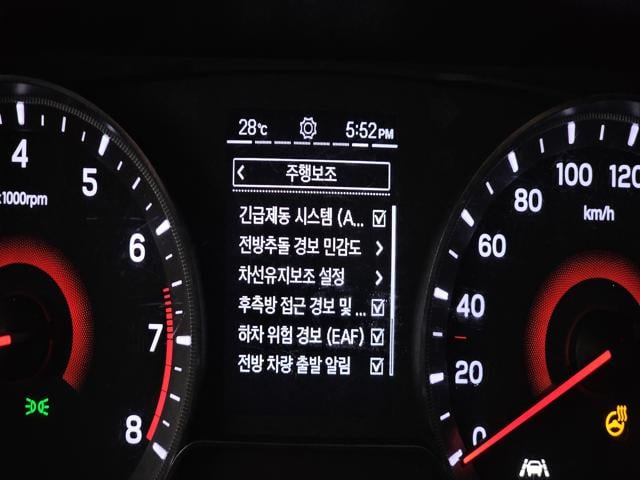 28℃ 5:52 PM
주행보조
긴급제동 시스템 (A...
전방추돌 경보 민감도
차선유지보조 설정
후측방 접근 경보 및 ...
하차 위험 경보 (EAF)
전방 차량 출발 알림
4
5
6
7
8
x1000rpm
0
20
40
60
80
100
120
km/h